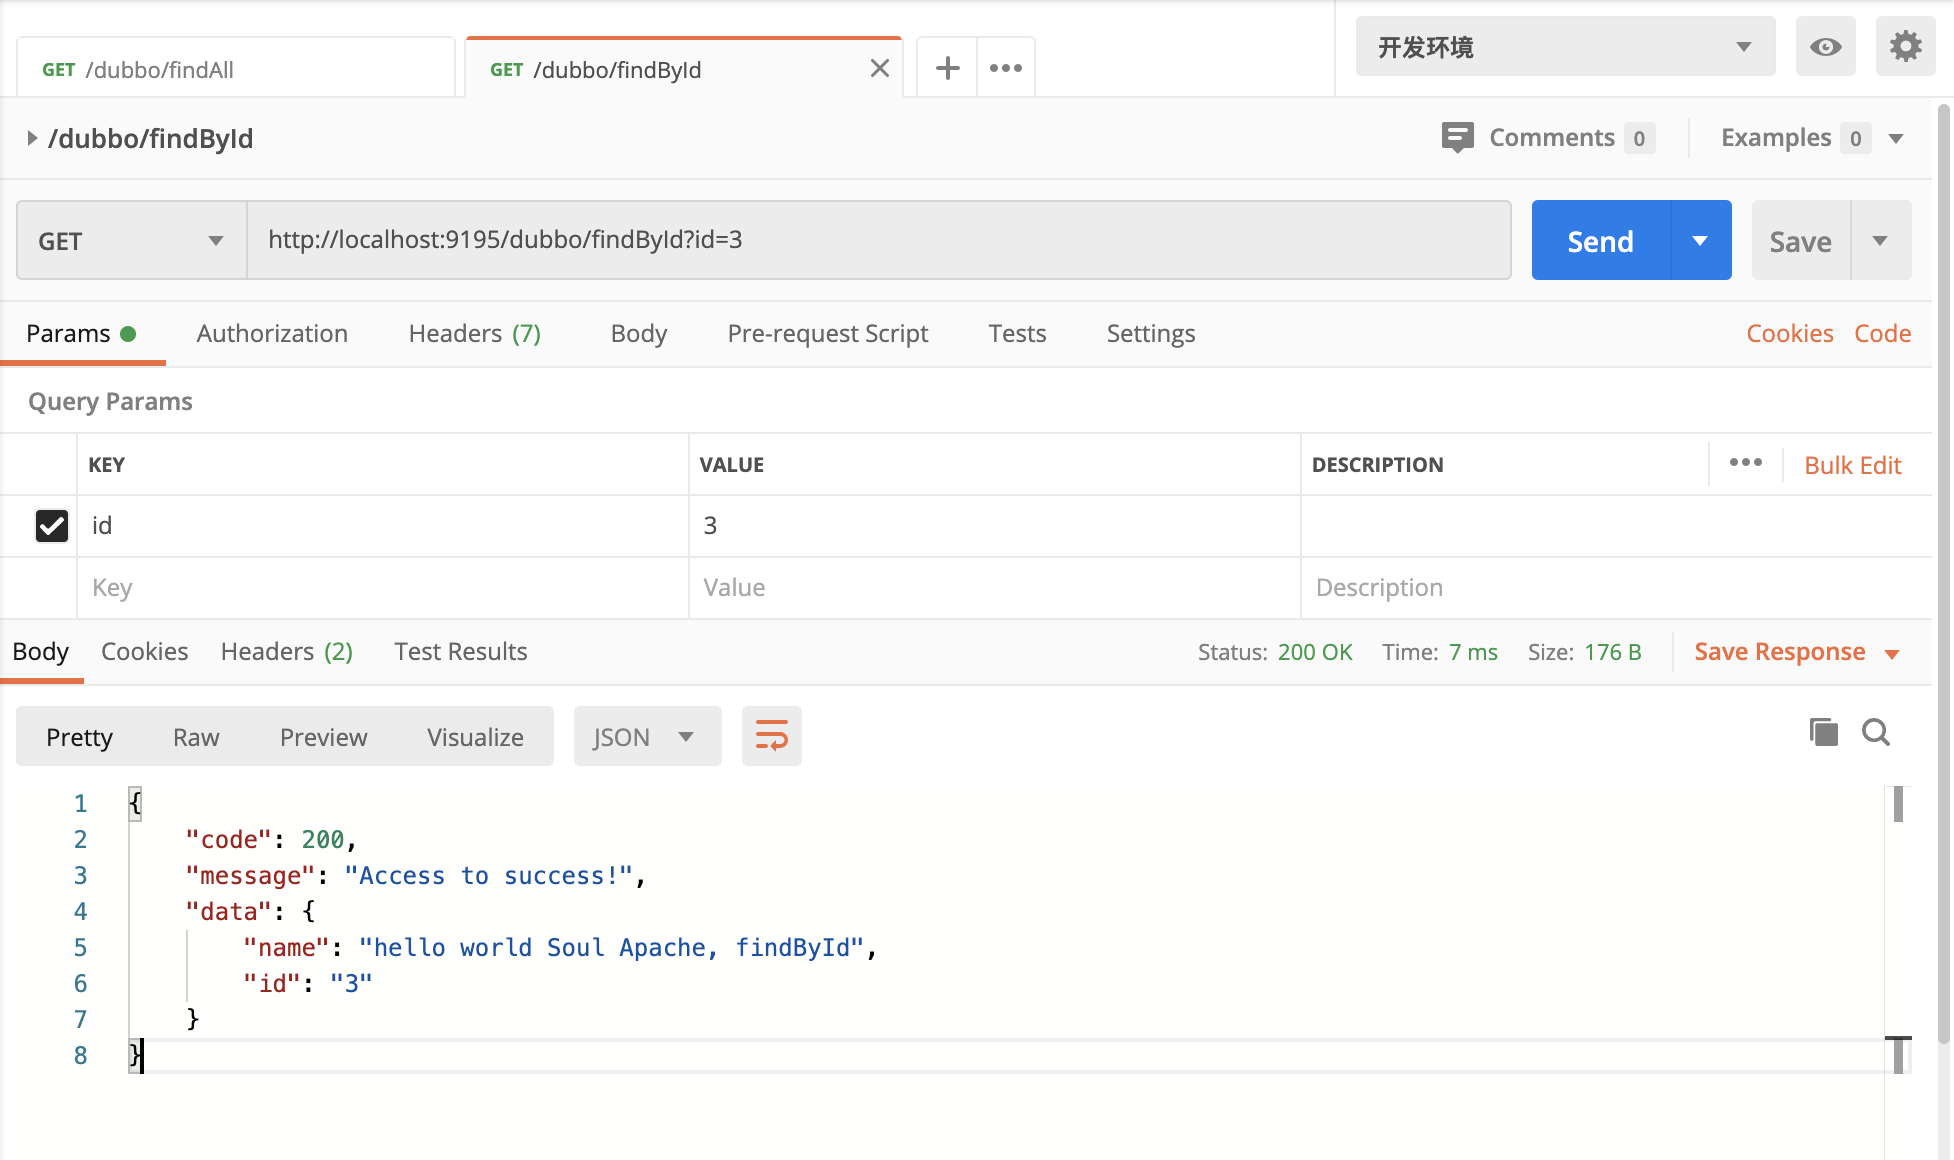 GET /dubbo/findAll
GET /dubbo/findById
开发环境
/dubbo/findById
Comments 0
Examples 0
GET
http://localhost:9195/dubbo/findById?id=3
Send
Save
Params
Authorization
Headers (7)
Body
Pre-request Script
Tests
Settings
Cookies
Code
Query Params
KEY
VALUE
DESCRIPTION
Bulk Edit
id
3
Key
Value
Description
Body
Cookies
Headers (2)
Test Results
Status: 200 OK
Time: 7 ms
Size: 176 B
Save Response
Pretty
Raw
Preview
Visualize
JSON
1 {
2 "code": 200,
3 "message": "Access to success!",
4 "data": {
5 "name": "hello world Soul Apache, findById",
6 "id": "3"
7 }
8 }